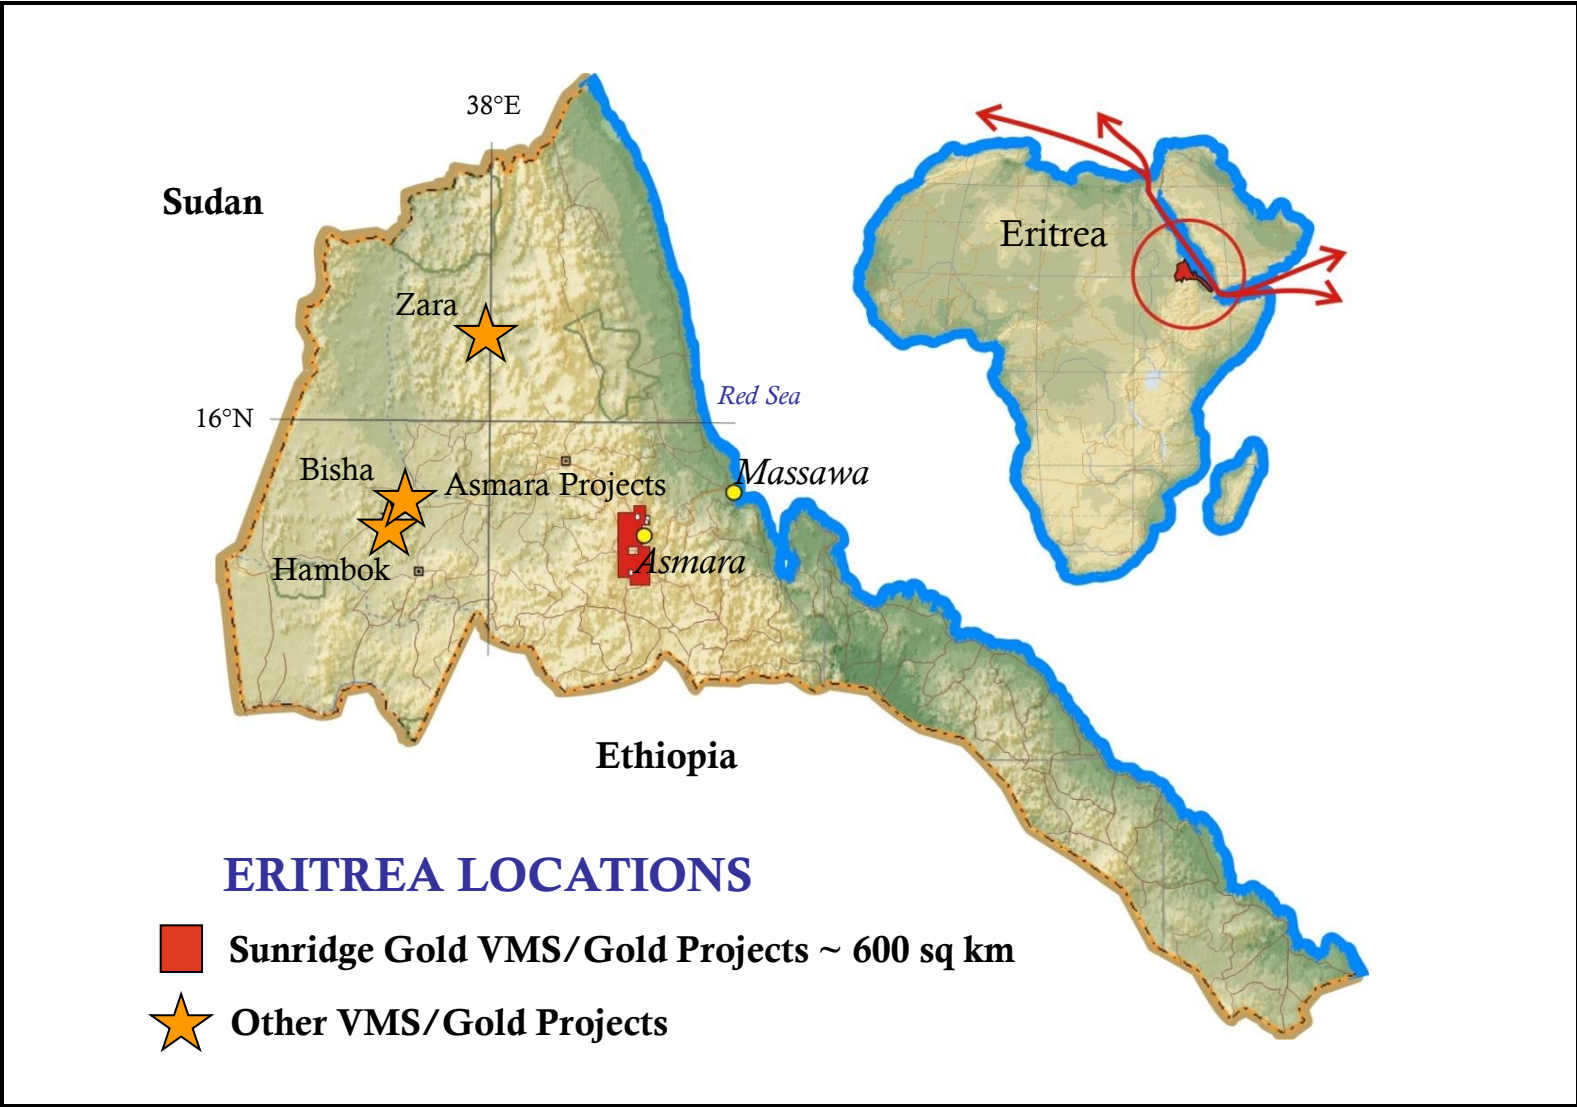 38°E
Sudan
Eritrea
Zara
Red Sea
16°N
Bisha
Asmara Projects
Massawa
Asmara
Hambok
Ethiopia
ERITREA LOCATIONS
Sunridge Gold VMS/Gold Projects ~ 600 sq km
Other VMS/Gold Projects